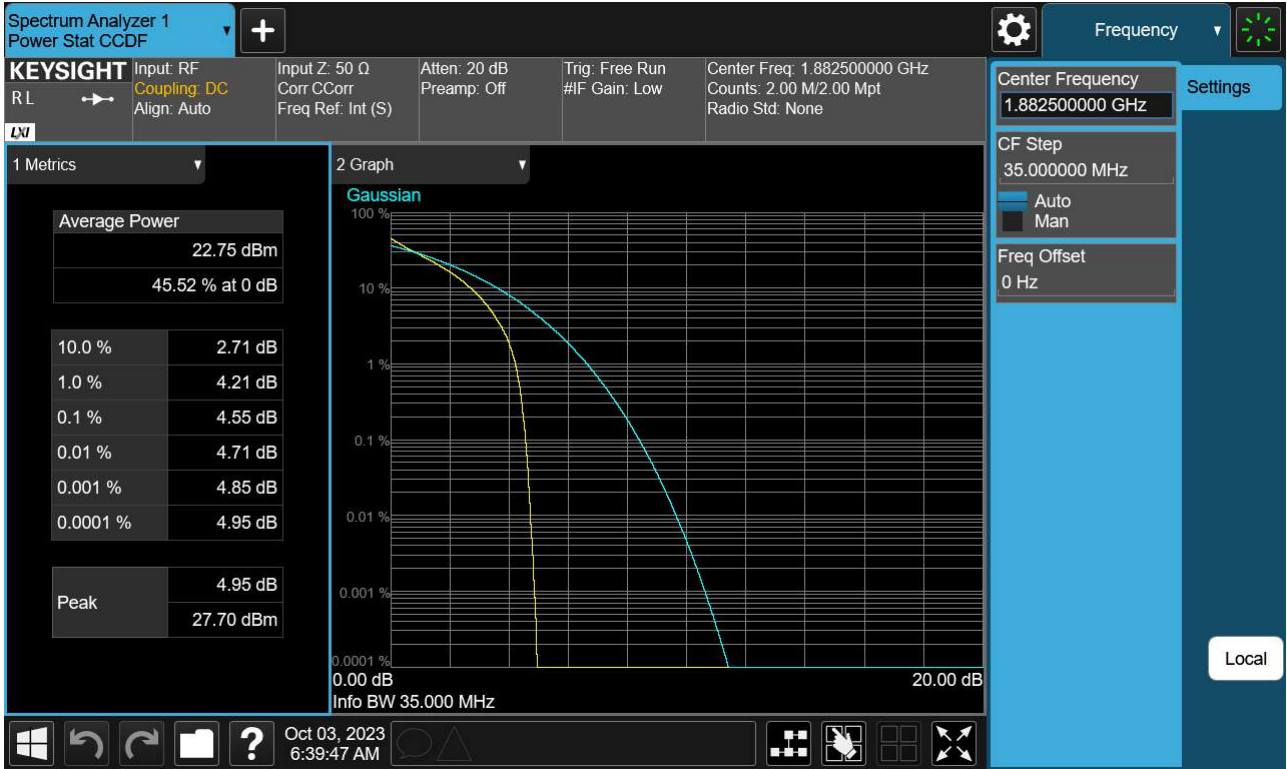 Spectrum Analyzer 1
Power Stat CCDF
Frequency
KEYSIGHT
RL
LXI
Input: RF
Coupling: DC
Align: Auto
Input Z: 50 Ω
Corr CCorr
Freq Ref: Int (S)
Atten: 20 dB
Preamp: Off
Trig: Free Run
#IF Gain: Low
Center Freq: 1.882500000 GHz
Counts: 2.00 M/2.00 Mpt
Radio Std: None
Center Frequency
1.882500000 GHz
Settings
CF Step
35.000000 MHz
Auto
Man
Freq Offset
0 Hz
1 Metrics
Average Power
22.75 dBm
45.52 % at 0 dB
10.0 % 2.71 dB
1.0 % 4.21 dB
0.1 % 4.55 dB
0.01 % 4.71 dB
0.001 % 4.85 dB
0.0001 % 4.95 dB
Peak
4.95 dB
27.70 dBm
2 Graph
Gaussian
100 %
10 %
1 %
0.1 %
0.01 %
0.001 %
0.0001 %
0.00 dB 20.00 dB
Info BW 35.000 MHz
Local
?
Oct 03, 2023
6:39:47 AM